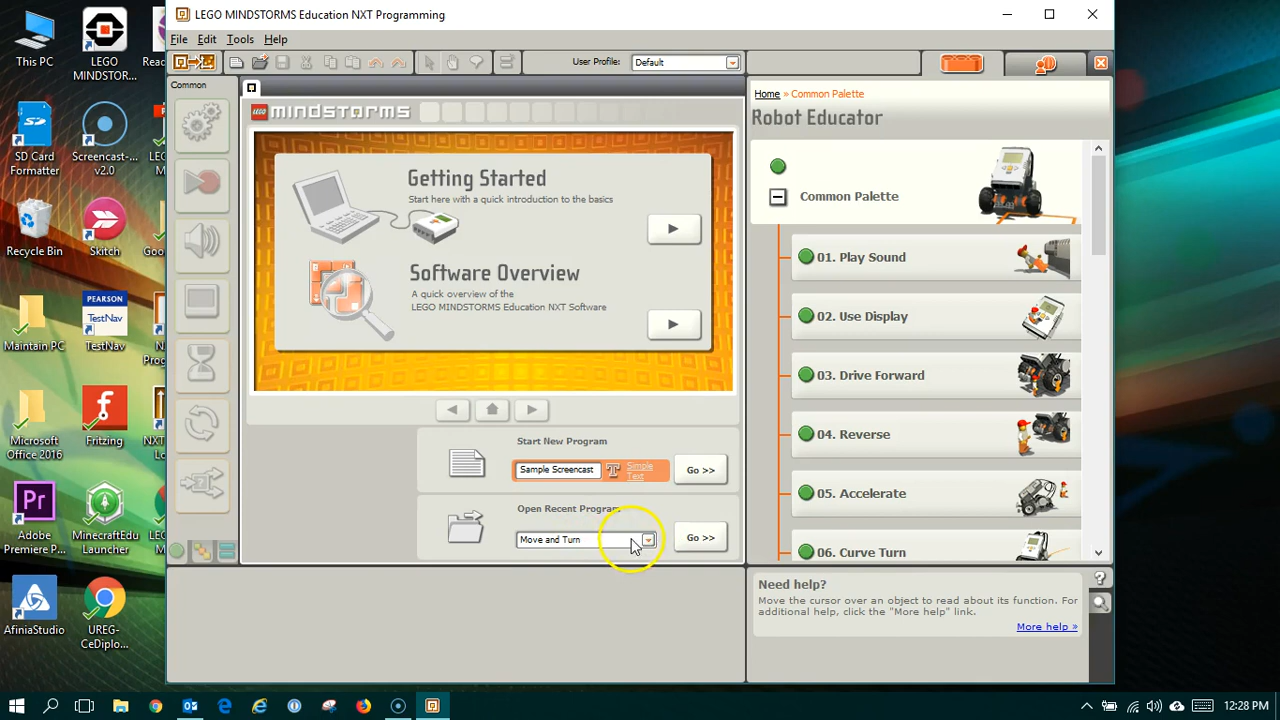 This PC
LEGO
MINDSTOR...
SD Card
Formatter
Screencast-...
v2.0
Recycle Bin
Skitch
Maintain PC
TestNav
PEARSON
TestNav
Microsoft
Office 2016
Fritzing
Adobe
Premiere P...
MinecraftEdu
Launcher
AfiniaStudio
UREG-
CeDiplo...
LEGO MINDSTORMS Education NXT Programming
File Edit Tools Help
User Profile: Default
Common
LEGO mindstorms
Getting Started
Start here with a quick introduction to the basics
Software Overview
A quick overview of the
LEGO MINDSTORMS Education NXT Software
Start New Program
Sample Screencast T Simple
Text
Go >>
Open Recent Program
Move and Turn
Go >>
Home » Common Palette
Robot Educator
Common Palette
01. Play Sound
02. Use Display
03. Drive Forward
04. Reverse
05. Accelerate
06. Curve Turn
Need help?
Move the cursor over an object to read about its function. For
additional help, click the "More help" link.
More help »
12:28 PM